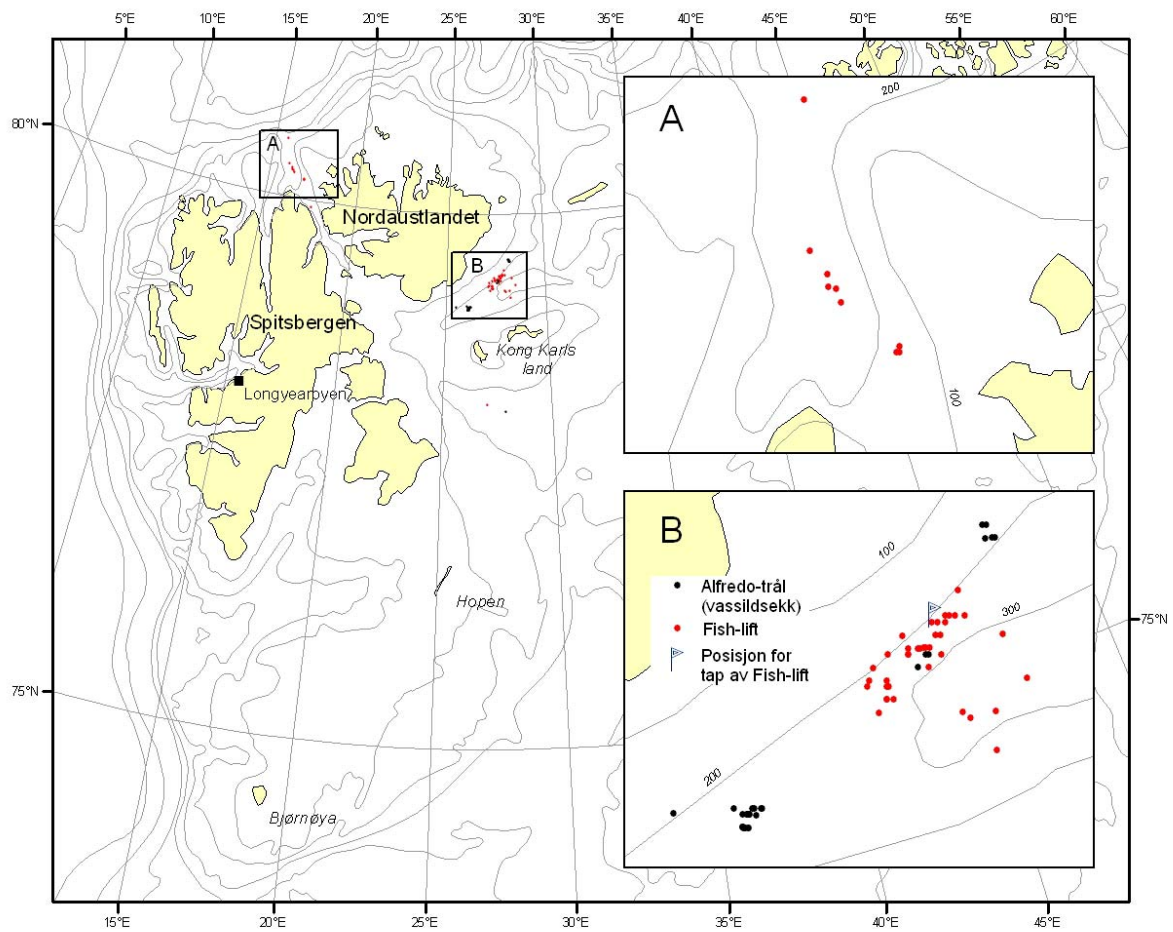 5°E
10°E
15°E
20°E
25°E
30°E
35°E
40°E
45°E
50°E
55°E
60°E
80°N
75°N
75°N
A
B
Nordaustlandet
Spitsbergen
Longyearbyen
Kong Karls
land
Hopen
Bjørnøya
A
200
100
B
100
300
200
Alfredo-trål
(vassildsekk)
Fish-lift
Posisjon for
tap av Fish-lift
15°E
20°E
25°E
30°E
35°E
40°E
45°E